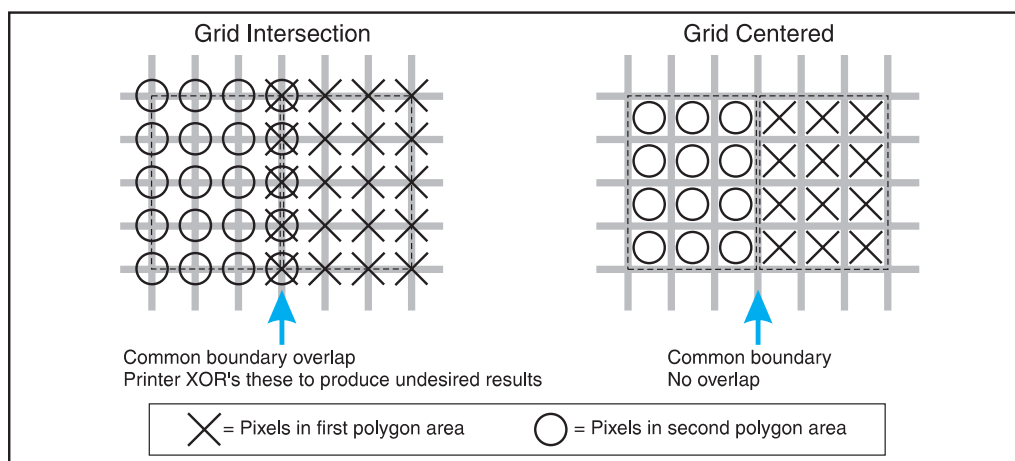 Grid Intersection
Grid Centered
Common boundary overlap
Printer XOR's these to produce undesired results
Common boundary
No overlap
= Pixels in first polygon area
= Pixels in second polygon area